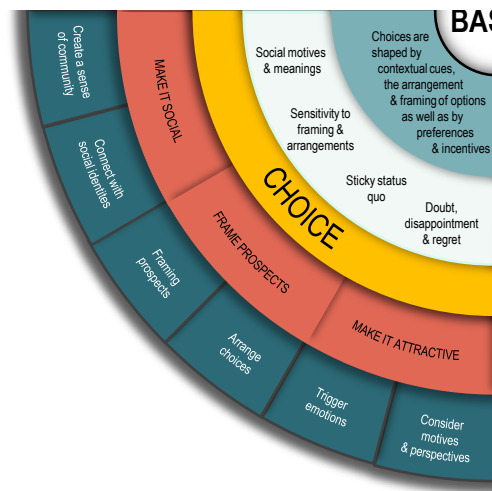 BAS
Choices are
shaped by
contextual cues,
the arrangement
& framing of options
as well as by
preferences
& incentives
Social motives
& meanings
Sensitivity to
framing &
arrangements
Sticky status
quo
Doubt,
disappointment
& regret
CHOICE
MAKE IT SOCIAL
FRAME PROSPECTS
MAKE IT ATTRACTIVE
Create a sense
of community
Connect with
social identites
Framing
prospects
Arrange
choices
Trigger
emotions
Consider
motives
& perspectives